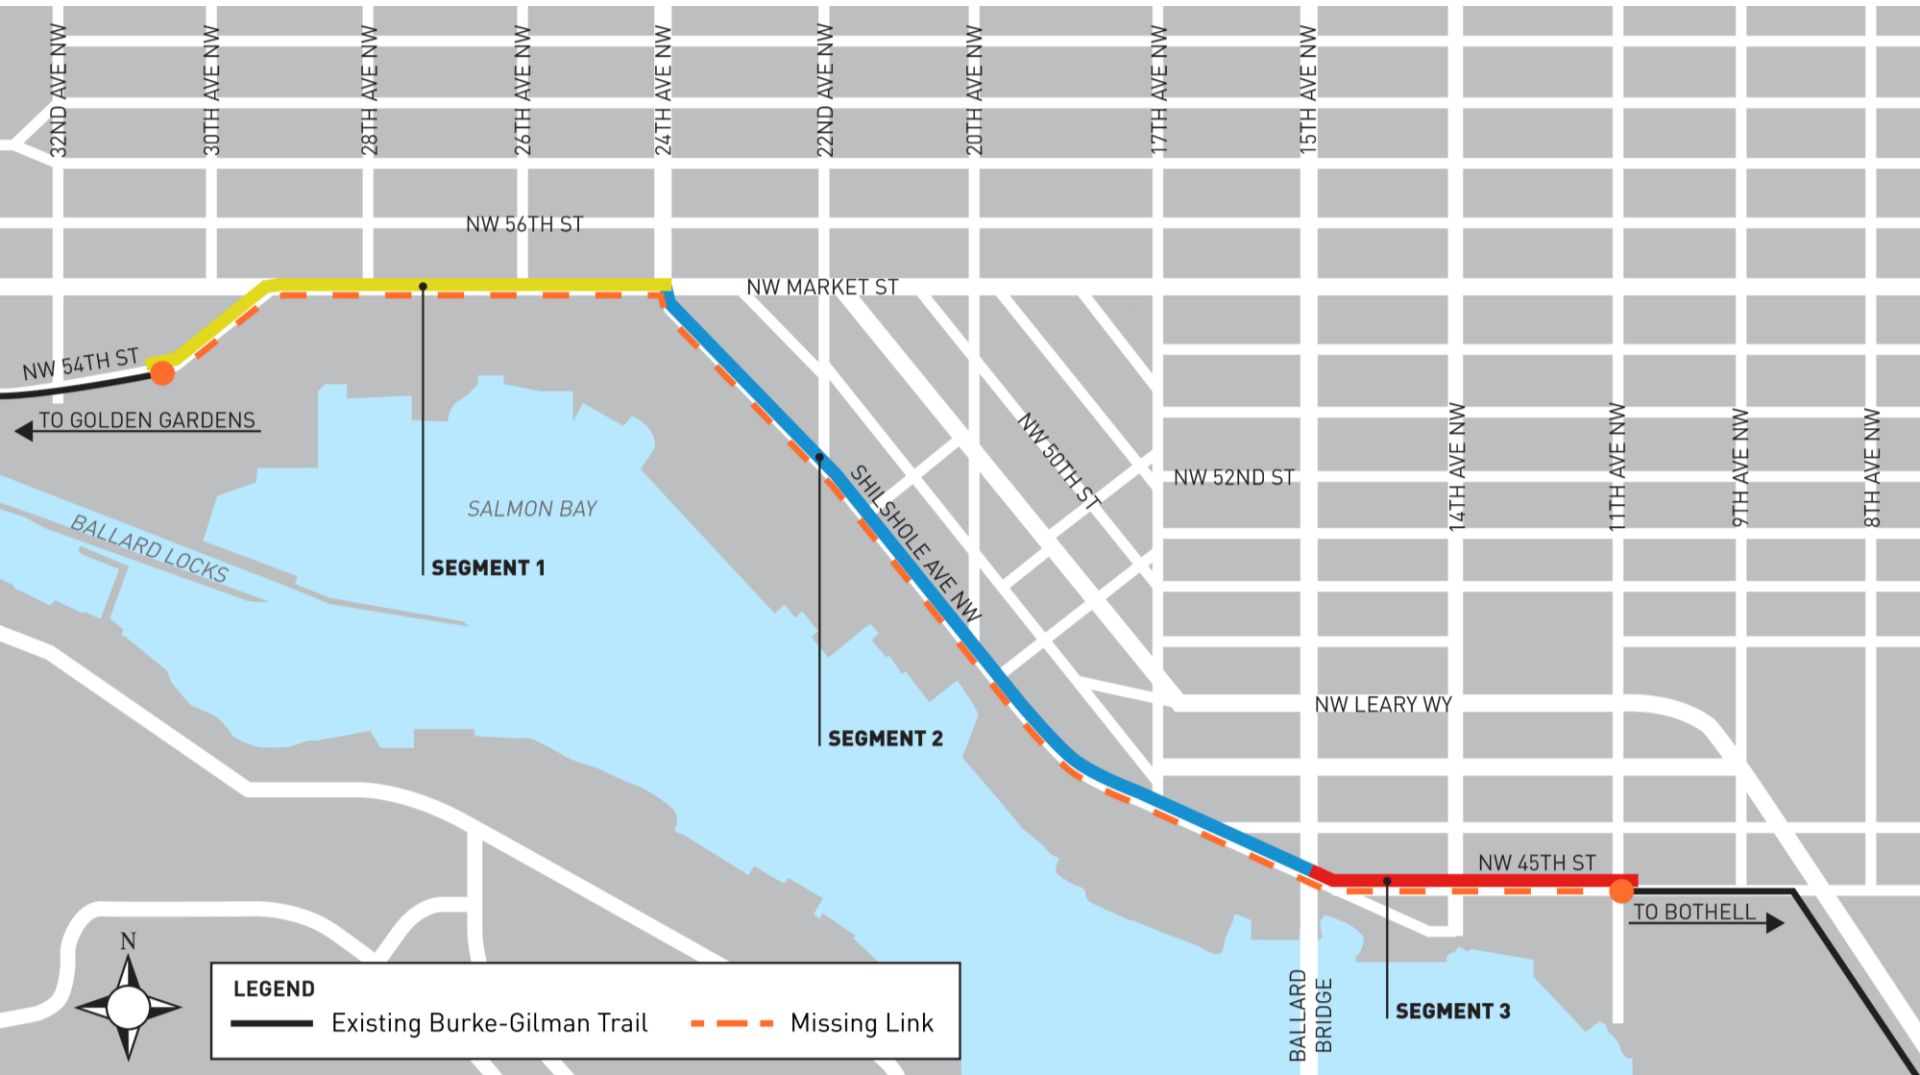 32ND AVE NW
30TH AVE NW
28TH AVE NW
26TH AVE NW
24TH AVE NW
22ND AVE NW
20TH AVE NW
17TH AVE NW
15TH AVE NW
NW 56TH ST
NW MARKET ST
NW 54TH ST
TO GOLDEN GARDENS
NW 50TH ST
NW 52ND ST
14TH AVE NW
11TH AVE NW
9TH AVE NW
8TH AVE NW
SALMON BAY
SHILSHOLE AVE NW
BALLARD LOCKS
SEGMENT 1
NW LEARY WY
SEGMENT 2
NW 45TH ST
TO BOTHELL
N
BALLARD
BRIDGE
SEGMENT 3
LEGEND
Existing Burke-Gilman Trail
Missing Link